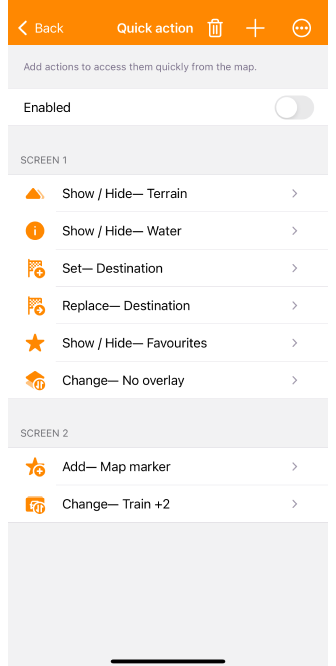 Back
Quick action
Add actions to access them quickly from the map.
Enabled
SCREEN 1
Show / Hide— Terrain
Show / Hide— Water
Set— Destination
Replace— Destination
Show / Hide— Favourites
Change— No overlay
SCREEN 2
Add— Map marker
Change— Train +2